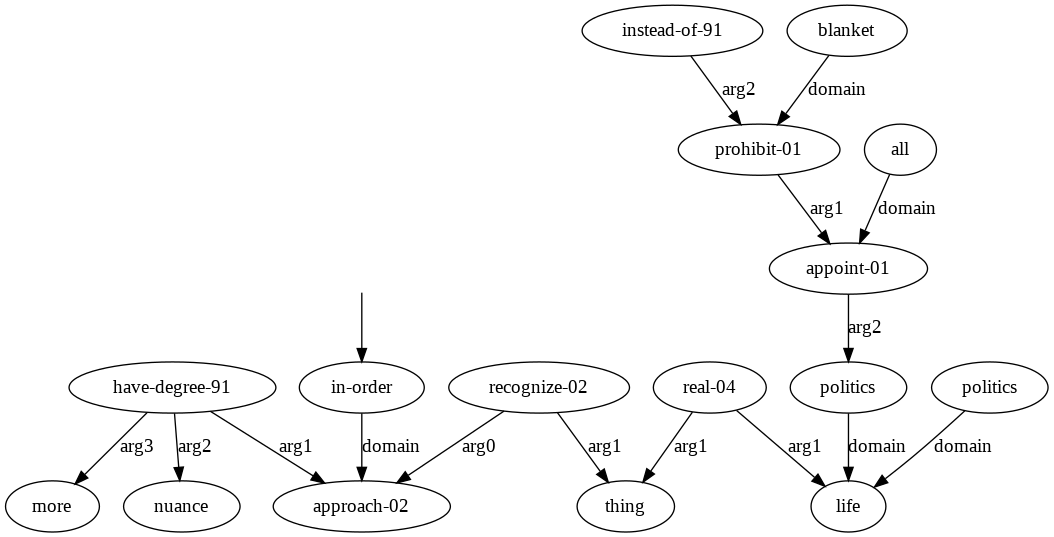 instead-of-91 blanket
arg2 domain
prohibit-01 all
arg1 domain
appoint-01
arg2
have-degree-91 in-order recognize-02 real-04 politics politics
arg3 arg2 arg1 domain arg0 arg1 arg1 arg1 domain domain
more nuance approach-02 thing life